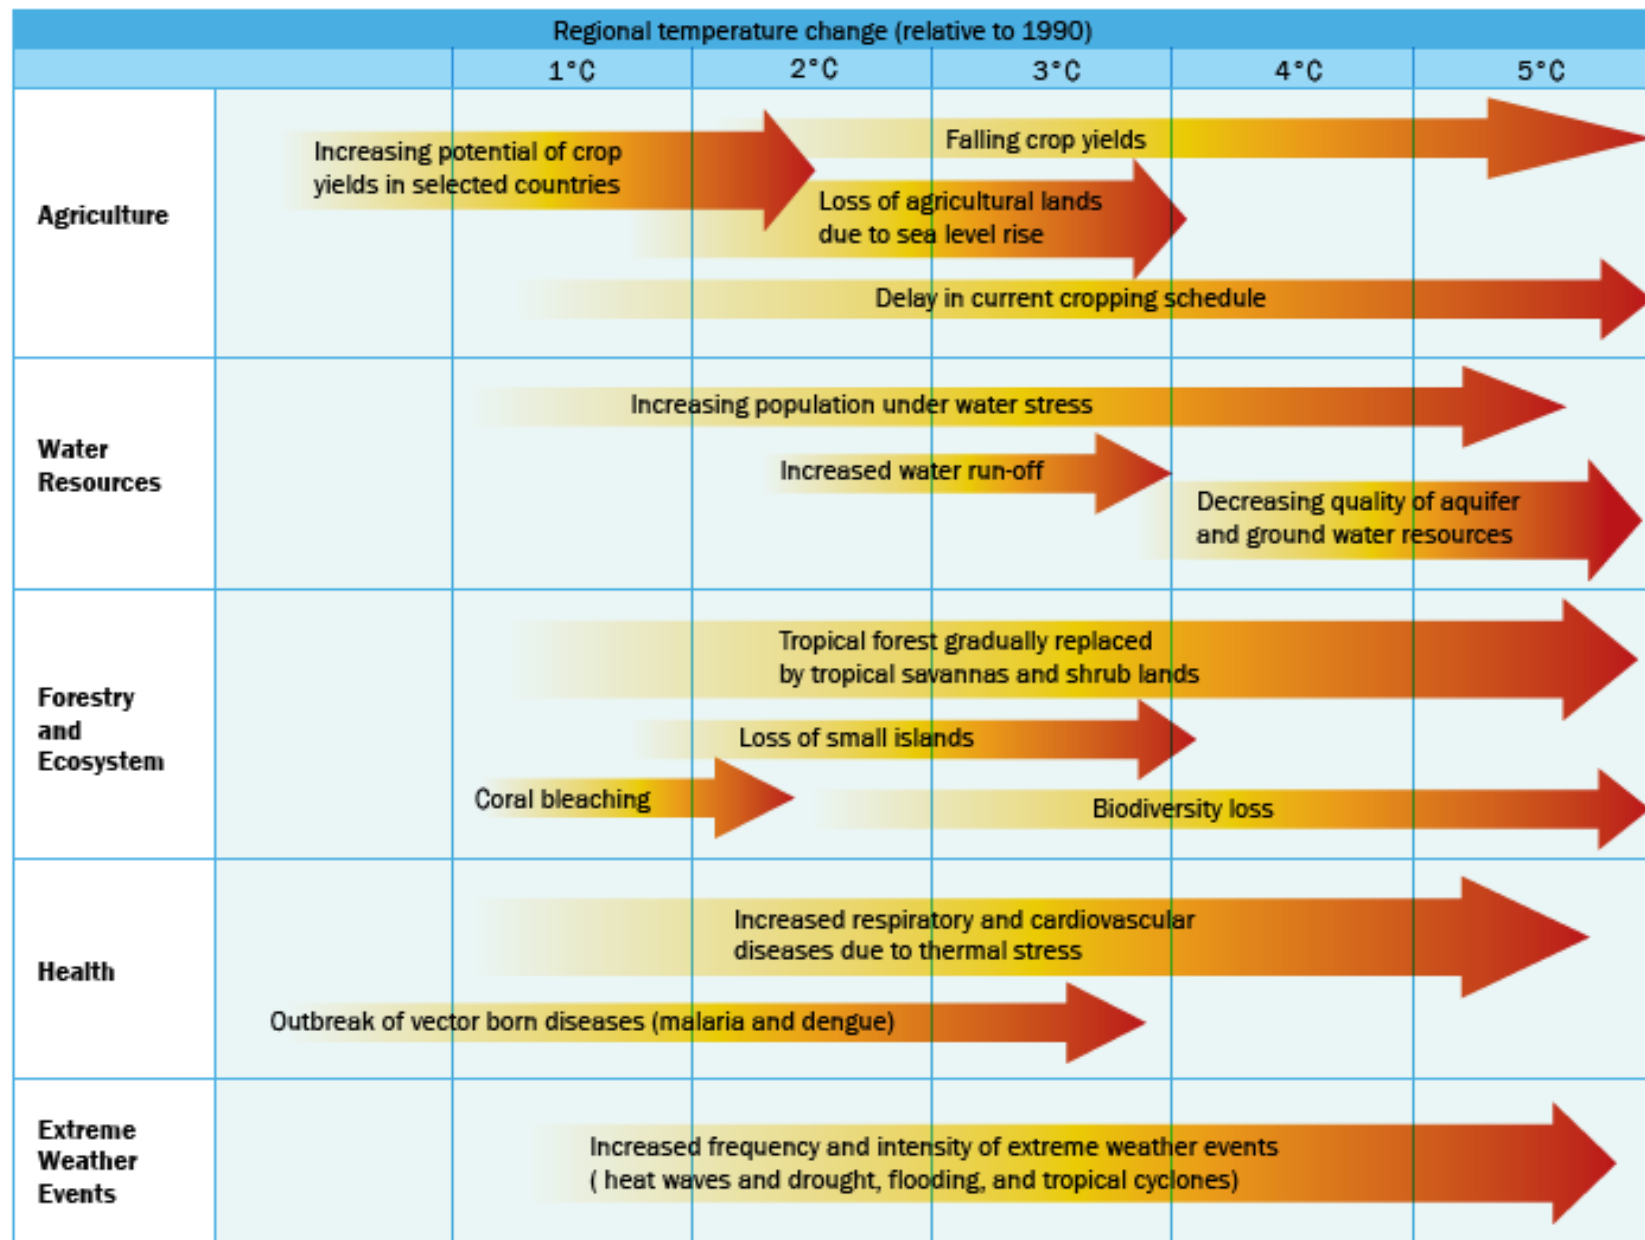 Regional temperature change (relative to 1990)
1°C
2°C
3°C
4°C
5°C
Agriculture
Increasing potential of crop
yields in selected countries
Falling crop yields
Loss of agricultural lands
due to sea level rise
Delay in current cropping schedule
Water
Resources
Increasing population under water stress
Increased water run-off
Decreasing quality of aquifer
and ground water resources
Forestry
and
Ecosystem
Tropical forest gradually replaced
by tropical savannas and shrub lands
Loss of small islands
Coral bleaching
Biodiversity loss
Health
Increased respiratory and cardiovascular
diseases due to thermal stress
Outbreak of vector born diseases (malaria and dengue)
Extreme
Weather
Events
Increased frequency and intensity of extreme weather events
( heat waves and drought, flooding, and tropical cyclones)